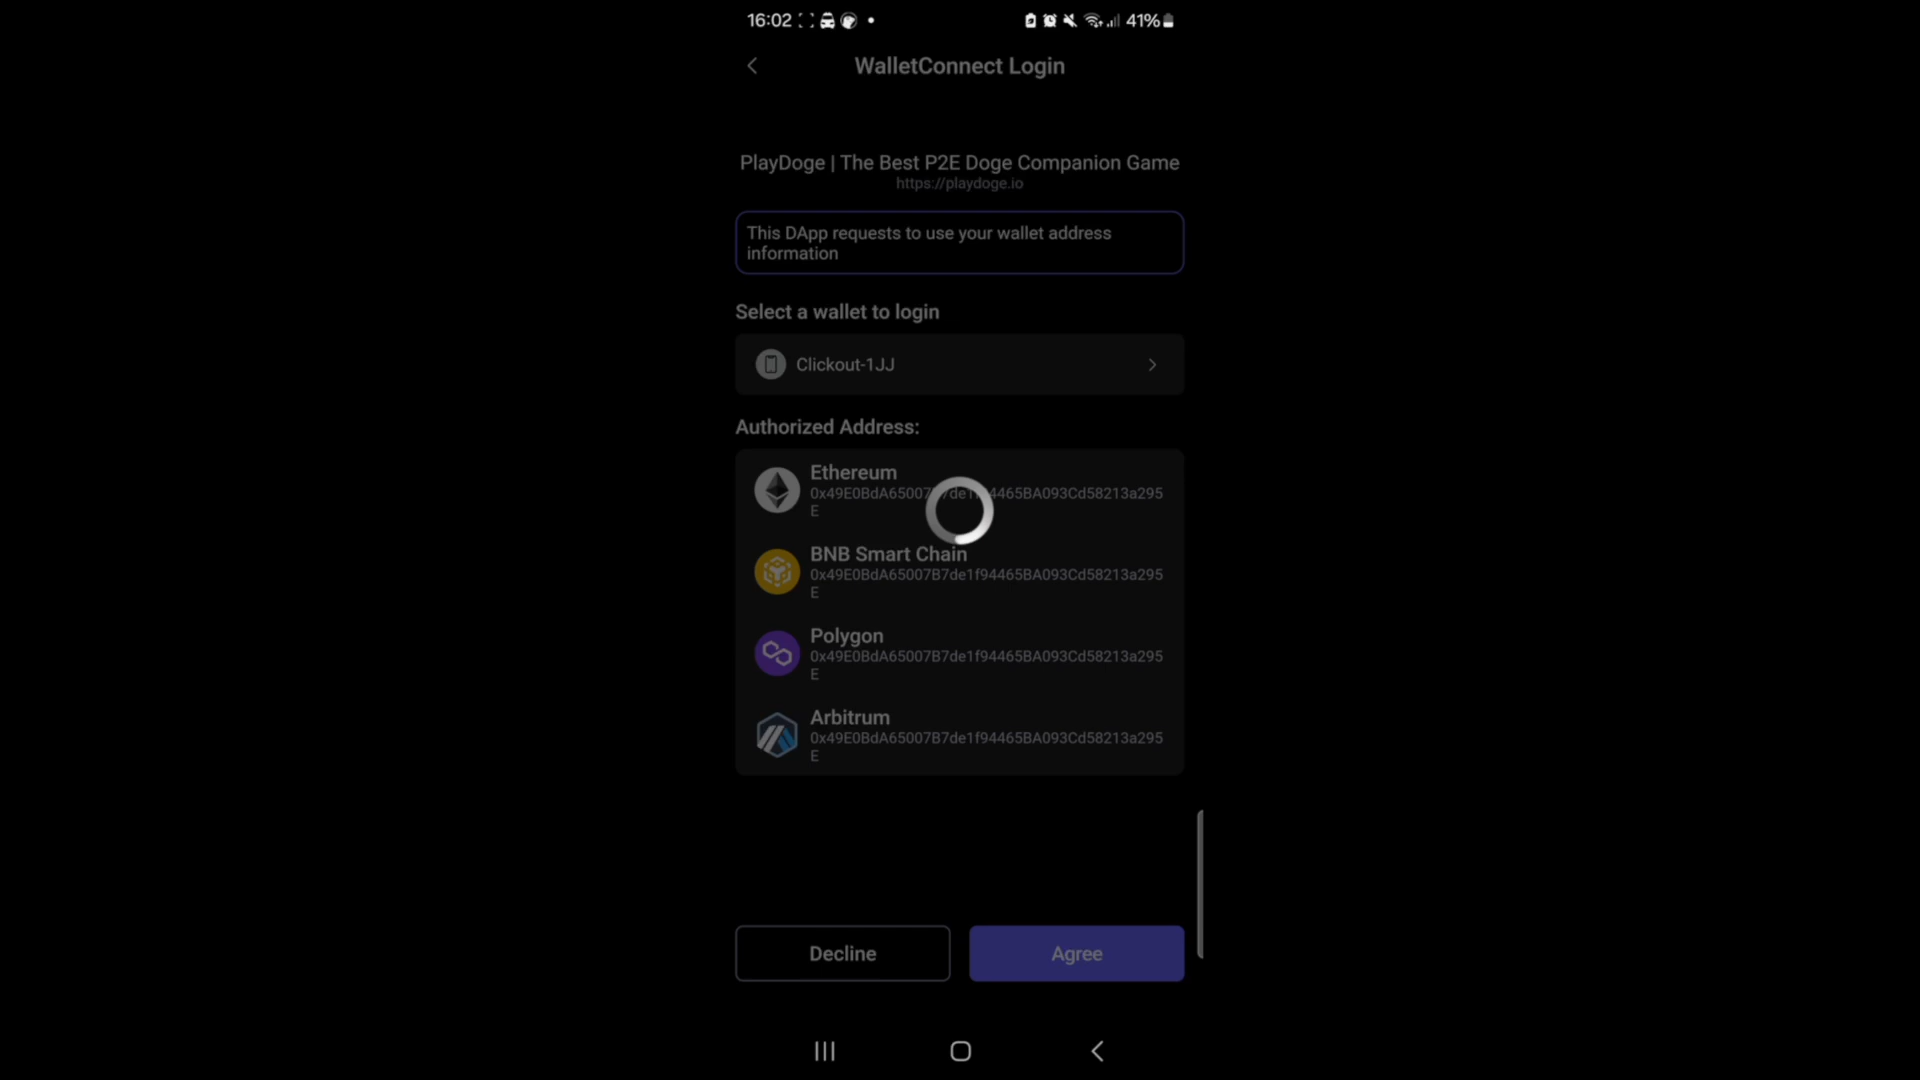 16:02
41%
WalletConnect Login
PlayDoge | The Best P2E Doge Companion Game
https://playdoge.io
This DApp requests to use your wallet address
information
Select a wallet to login
Clickout-1JJ
Authorized Address:
Ethereum
0x49E0BdA65007B7de1f94465BA093Cd58213a295
E
BNB Smart Chain
0x49E0BdA65007B7de1f94465BA093Cd58213a295
E
Polygon
0x49E0BdA65007B7de1f94465BA093Cd58213a295
E
Arbitrum
0x49E0BdA65007B7de1f94465BA093Cd58213a295
E
Decline
Agree